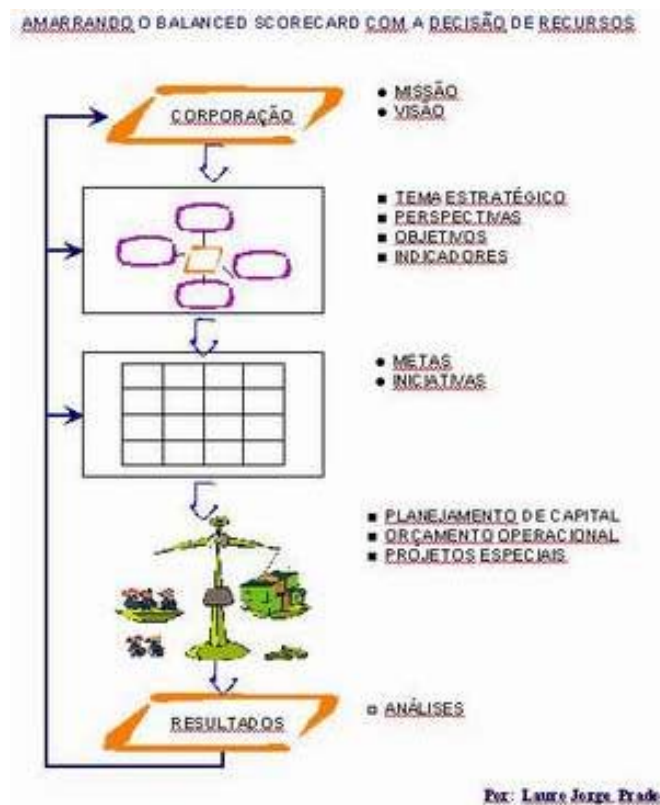 AMARRANDO O BALANCED SCORECARD COM A DECISÃO DE RECURSOS
CORPORAÇÃO
● MISSÃO
● VISÃO
■ TEMA ESTRATÉGICO
■ PERSPECTIVAS
■ OBJETIVOS
■ INDICADORES
● METAS
● INICIATIVAS
■ PLANEJAMENTO DE CAPITAL
■ ORÇAMENTO OPERACIONAL
■ PROJETOS ESPECIAIS
RESULTADOS
□ ANÁLISES
Por: Lauro Jorge Prado